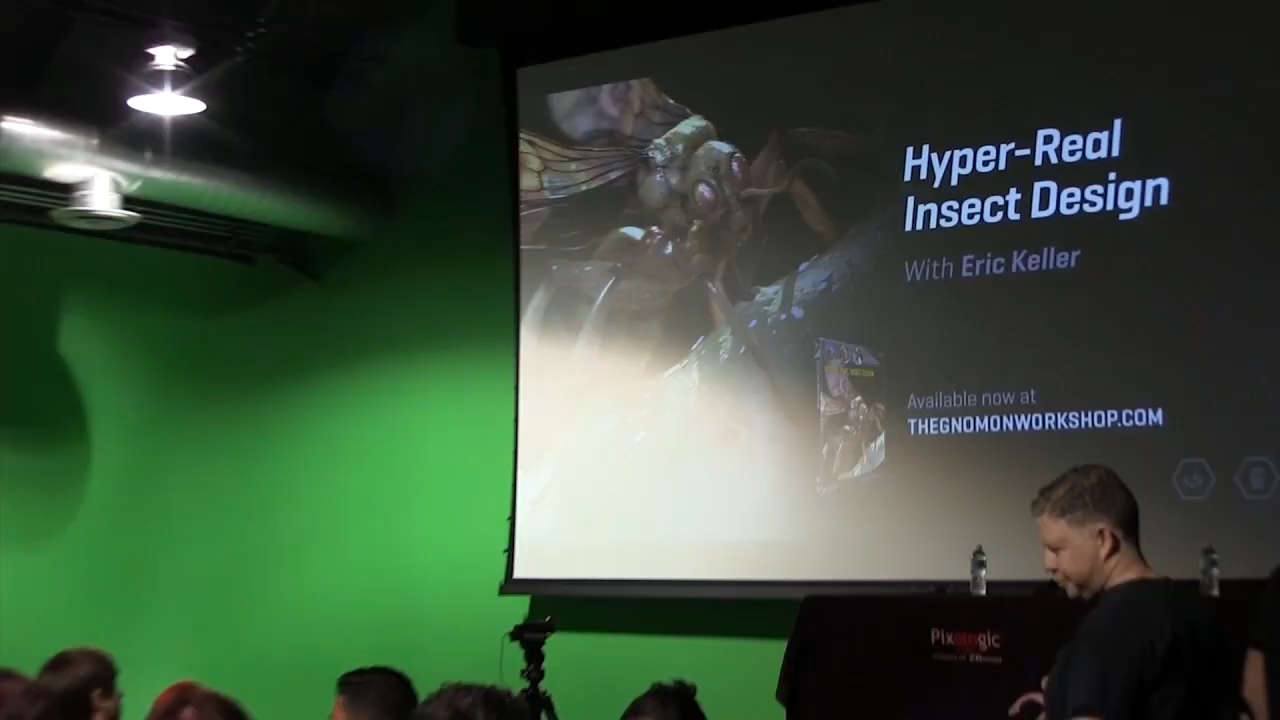 Hyper-Real
Insect Design
With Eric Keller
Available now at
THEGNOMONWORKSHOP.COM
Pixologic